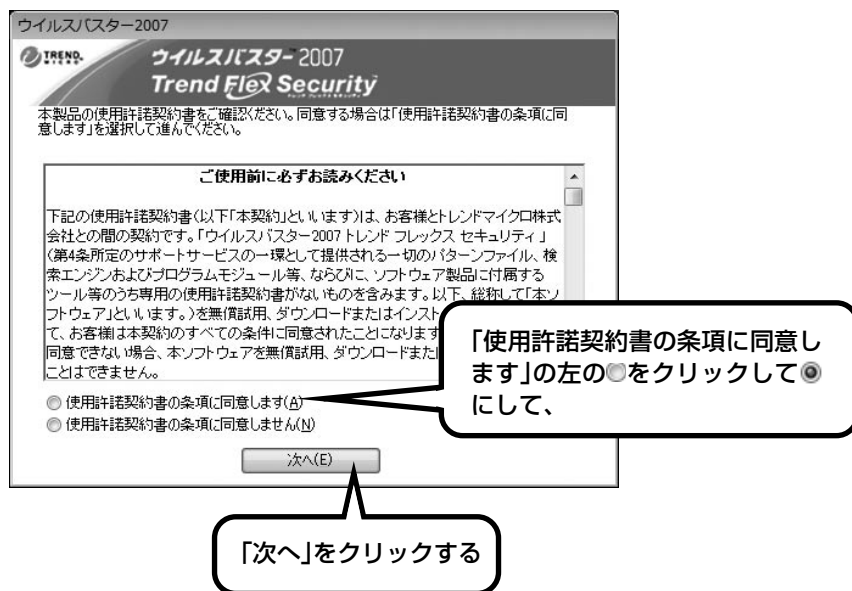 ウイルスバスター2007
TREND
MICRO
ウイルスバスター™2007
Trend Flex Security
トレンド フレックス セキュリティ
本製品の使用許諾契約書をご確認ください。同意する場合は「使用許諾契約書の条項に同
意します」を選択して進んでください。
ご使用前に必ずお読みください
下記の使用許諾契約書（以下「本契約」といいます）は、お客様とトレンドマイクロ株式
会社との間の契約です。「ウイルスバスター2007 トレンド フレックス セキュリティ」
（第4条所定のサポートサービスの一環として提供される一切のパターンファイル、検
索エンジンおよびプログラムモジュール等、ならびに、ソフトウェア製品に付属する
ツール等のうち専用の使用許諾契約書がないものを含みます。以下、総称して「本ソ
フトウェア」といいます。）を無償試用、ダウンロードまたはインスト
て、お客様は本契約のすべての条件に同意されたことになります
同意できない場合、本ソフトウェアを無償試用、ダウンロードまた
ことはできません。
使用許諾契約書の条項に同意します(A)
使用許諾契約書の条項に同意しません(N)
次へ(E)
「使用許諾契約書の条項に同意し
ます」の左の◯をクリックして◉
にして、
「次へ」をクリックする